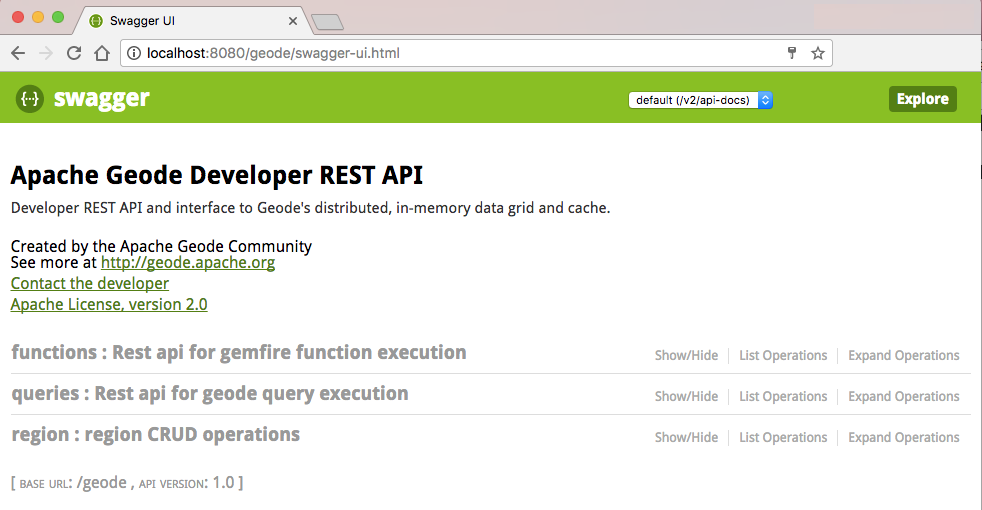 Swagger UI
localhost:8080/geode/swagger-ui.html
{··} swagger default (/v2/api-docs) Explore
Apache Geode Developer REST API
Developer REST API and interface to Geode's distributed, in-memory data grid and cache.
Created by the Apache Geode Community
See more at http://geode.apache.org
Contact the developer
Apache License, version 2.0
functions : Rest api for gemfire function execution Show/Hide List Operations Expand Operations
queries : Rest api for geode query execution Show/Hide List Operations Expand Operations
region : region CRUD operations Show/Hide List Operations Expand Operations
[ BASE URL: /geode , API VERSION: 1.0 ]